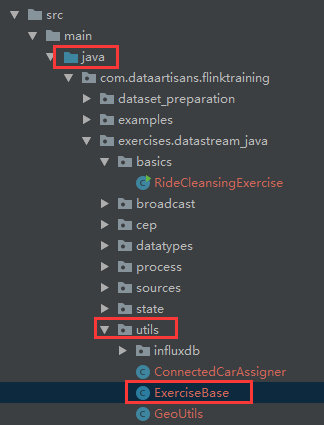 src
main
java
com.dataartisans.flinktraining
dataset_preparation
examples
exercises.datastream_java
basics
RideCleansingExercise
broadcast
cep
datatypes
process
sources
state
utils
influxdb
ConnectedCarAssigner
ExerciseBase
GeoUtils